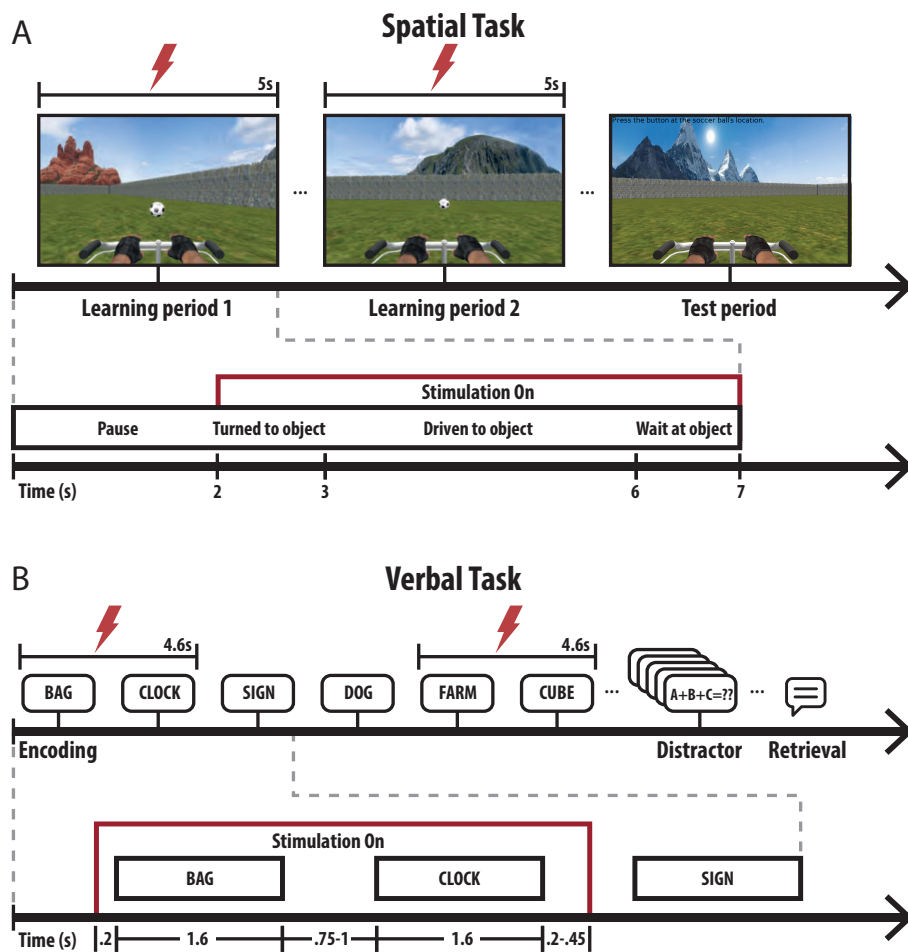 A
Spatial Task
5s
5s
Press the button at the soccer ball's location.
...
...
Learning period 1
Learning period 2
Test period
Stimulation On
Pause
Turned to object
Driven to object
Wait at object
Time (s)
2
3
6
7
B
Verbal Task
4.6s
4.6s
BAG
CLOCK
SIGN
DOG
FARM
CUBE
...
A+B+C=??
...
Encoding
Distractor
Retrieval
Stimulation On
BAG
CLOCK
SIGN
Time (s)
.2
1.6
.75-1
1.6
.2-.45